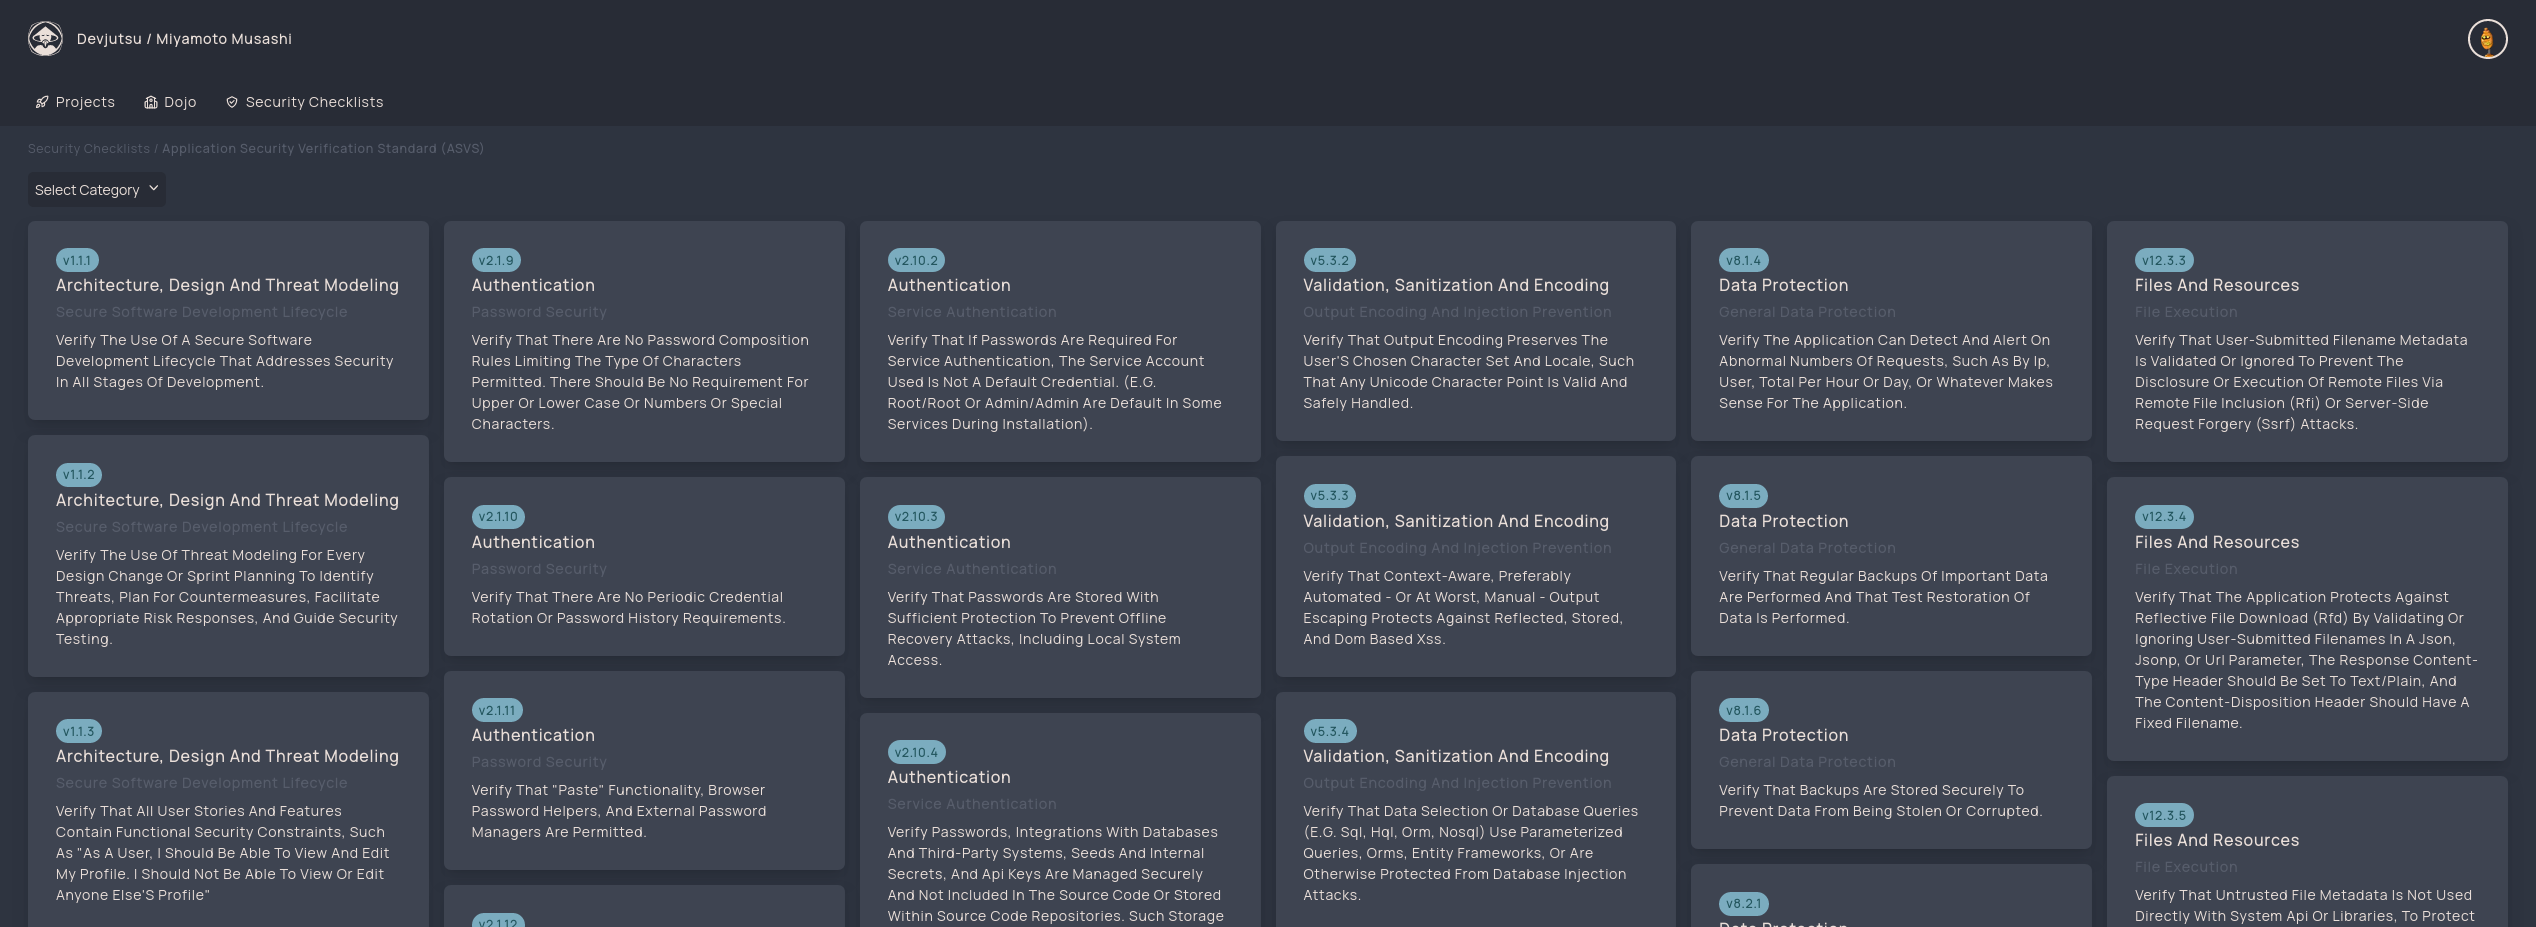 Devjutsu / Miyamoto Musashi
Projects
Dojo
Security Checklists
Security Checklists / Application Security Verification Standard (ASVS)
Select Category
v1.1.1
Architecture, Design And Threat Modeling
Secure Software Development Lifecycle
Verify The Use Of A Secure Software
Development Lifecycle That Addresses Security
In All Stages Of Development.
v1.1.2
Architecture, Design And Threat Modeling
Secure Software Development Lifecycle
Verify The Use Of Threat Modeling For Every
Design Change Or Sprint Planning To Identify
Threats, Plan For Countermeasures, Facilitate
Appropriate Risk Responses, And Guide Security
Testing.
v1.1.3
Architecture, Design And Threat Modeling
Secure Software Development Lifecycle
Verify That All User Stories And Features
Contain Functional Security Constraints, Such
As "As A User, I Should Be Able To View And Edit
My Profile. I Should Not Be Able To View Or Edit
Anyone Else'S Profile"
v2.1.9
Authentication
Password Security
Verify That There Are No Password Composition
Rules Limiting The Type Of Characters
Permitted. There Should Be No Requirement For
Upper Or Lower Case Or Numbers Or Special
Characters.
v2.1.10
Authentication
Password Security
Verify That There Are No Periodic Credential
Rotation Or Password History Requirements.
v2.1.11
Authentication
Password Security
Verify That "Paste" Functionality, Browser
Password Helpers, And External Password
Managers Are Permitted.
v2.1.12
v2.10.2
Authentication
Service Authentication
Verify That If Passwords Are Required For
Service Authentication, The Service Account
Used Is Not A Default Credential. (E.G.
Root/Root Or Admin/Admin Are Default In Some
Services During Installation).
v2.10.3
Authentication
Service Authentication
Verify That Passwords Are Stored With
Sufficient Protection To Prevent Offline
Recovery Attacks, Including Local System
Access.
v2.10.4
Authentication
Service Authentication
Verify Passwords, Integrations With Databases
And Third-Party Systems, Seeds And Internal
Secrets, And Api Keys Are Managed Securely
And Not Included In The Source Code Or Stored
Within Source Code Repositories. Such Storage
v5.3.2
Validation, Sanitization And Encoding
Output Encoding And Injection Prevention
Verify That Output Encoding Preserves The
User'S Chosen Character Set And Locale, Such
That Any Unicode Character Point Is Valid And
Safely Handled.
v5.3.3
Validation, Sanitization And Encoding
Output Encoding And Injection Prevention
Verify That Context-Aware, Preferably
Automated - Or At Worst, Manual - Output
Escaping Protects Against Reflected, Stored,
And Dom Based Xss.
v5.3.4
Validation, Sanitization And Encoding
Output Encoding And Injection Prevention
Verify That Data Selection Or Database Queries
(E.G. Sql, Hql, Orm, Nosql) Use Parameterized
Queries, Orms, Entity Frameworks, Or Are
Otherwise Protected From Database Injection
Attacks.
v8.1.4
Data Protection
General Data Protection
Verify The Application Can Detect And Alert On
Abnormal Numbers Of Requests, Such As By Ip,
User, Total Per Hour Or Day, Or Whatever Makes
Sense For The Application.
v8.1.5
Data Protection
General Data Protection
Verify That Regular Backups Of Important Data
Are Performed And That Test Restoration Of
Data Is Performed.
v8.1.6
Data Protection
General Data Protection
Verify That Backups Are Stored Securely To
Prevent Data From Being Stolen Or Corrupted.
v8.2.1
Data Protection
v12.3.3
Files And Resources
File Execution
Verify That User-Submitted Filename Metadata
Is Validated Or Ignored To Prevent The
Disclosure Or Execution Of Remote Files Via
Remote File Inclusion (Rfi) Or Server-Side
Request Forgery (Ssrf) Attacks.
v12.3.4
Files And Resources
File Execution
Verify That The Application Protects Against
Reflective File Download (Rfd) By Validating Or
Ignoring User-Submitted Filenames In A Json,
Jsonp, Or Url Parameter, The Response Content-
Type Header Should Be Set To Text/Plain, And
The Content-Disposition Header Should Have A
Fixed Filename.
v12.3.5
Files And Resources
File Execution
Verify That Untrusted File Metadata Is Not Used
Directly With System Api Or Libraries, To Protect